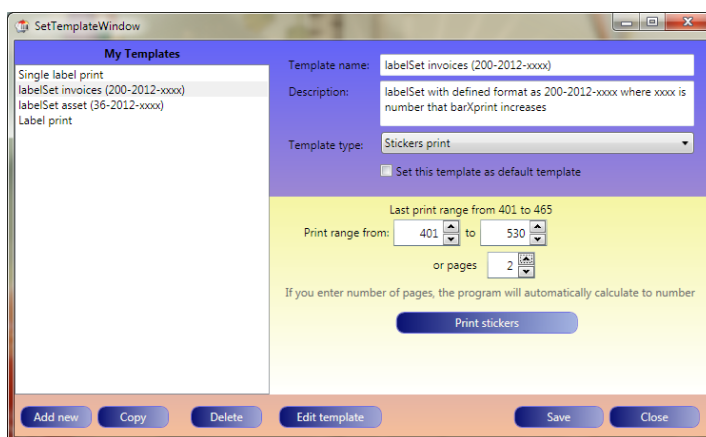 SetTemplateWindow
My Templates
Single label print
labelSet invoices (200-2012-xxxx)
labelSet asset (36-2012-xxxx)
Label print
Template name: labelSet invoices (200-2012-xxxx)
Description: labelSet with defined format as 200-2012-xxxx where xxxx is
number that barXprint increases
Template type: Stickers print
Set this template as default template
Last print range from 401 to 465
Print range from: 401 to 530
or pages 2
If you enter number of pages, the program will automatically calculate to number
Print stickers
Add new Copy Delete Edit template Save Close